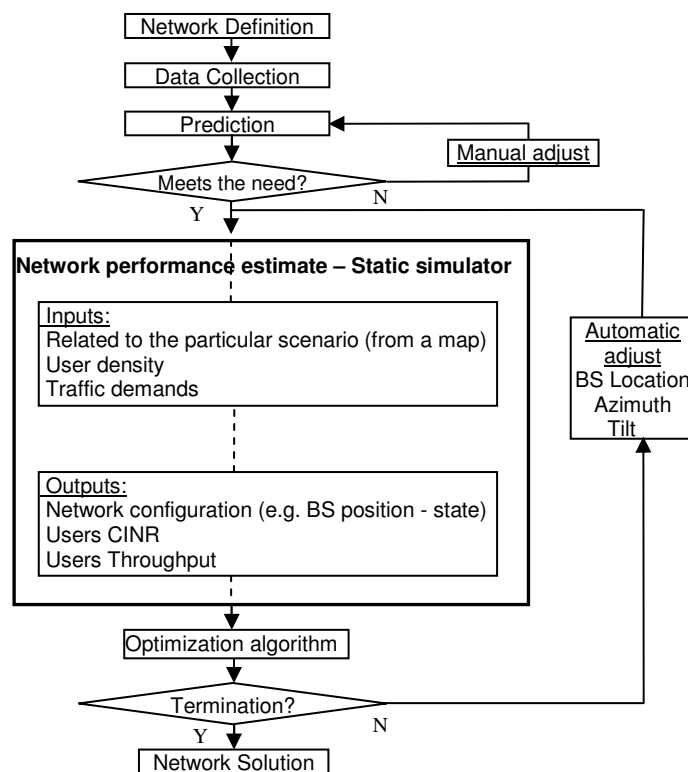 Network Definition
Data Collection
Prediction
Manual adjust
Meets the need?
Y
N
Network performance estimate – Static simulator
Inputs:
Related to the particular scenario (from a map)
User density
Traffic demands
Automatic
adjust
BS Location
Azimuth
Tilt
Outputs:
Network configuration (e.g. BS position - state)
Users CINR
Users Throughput
Optimization algorithm
Termination?
Y
N
Network Solution